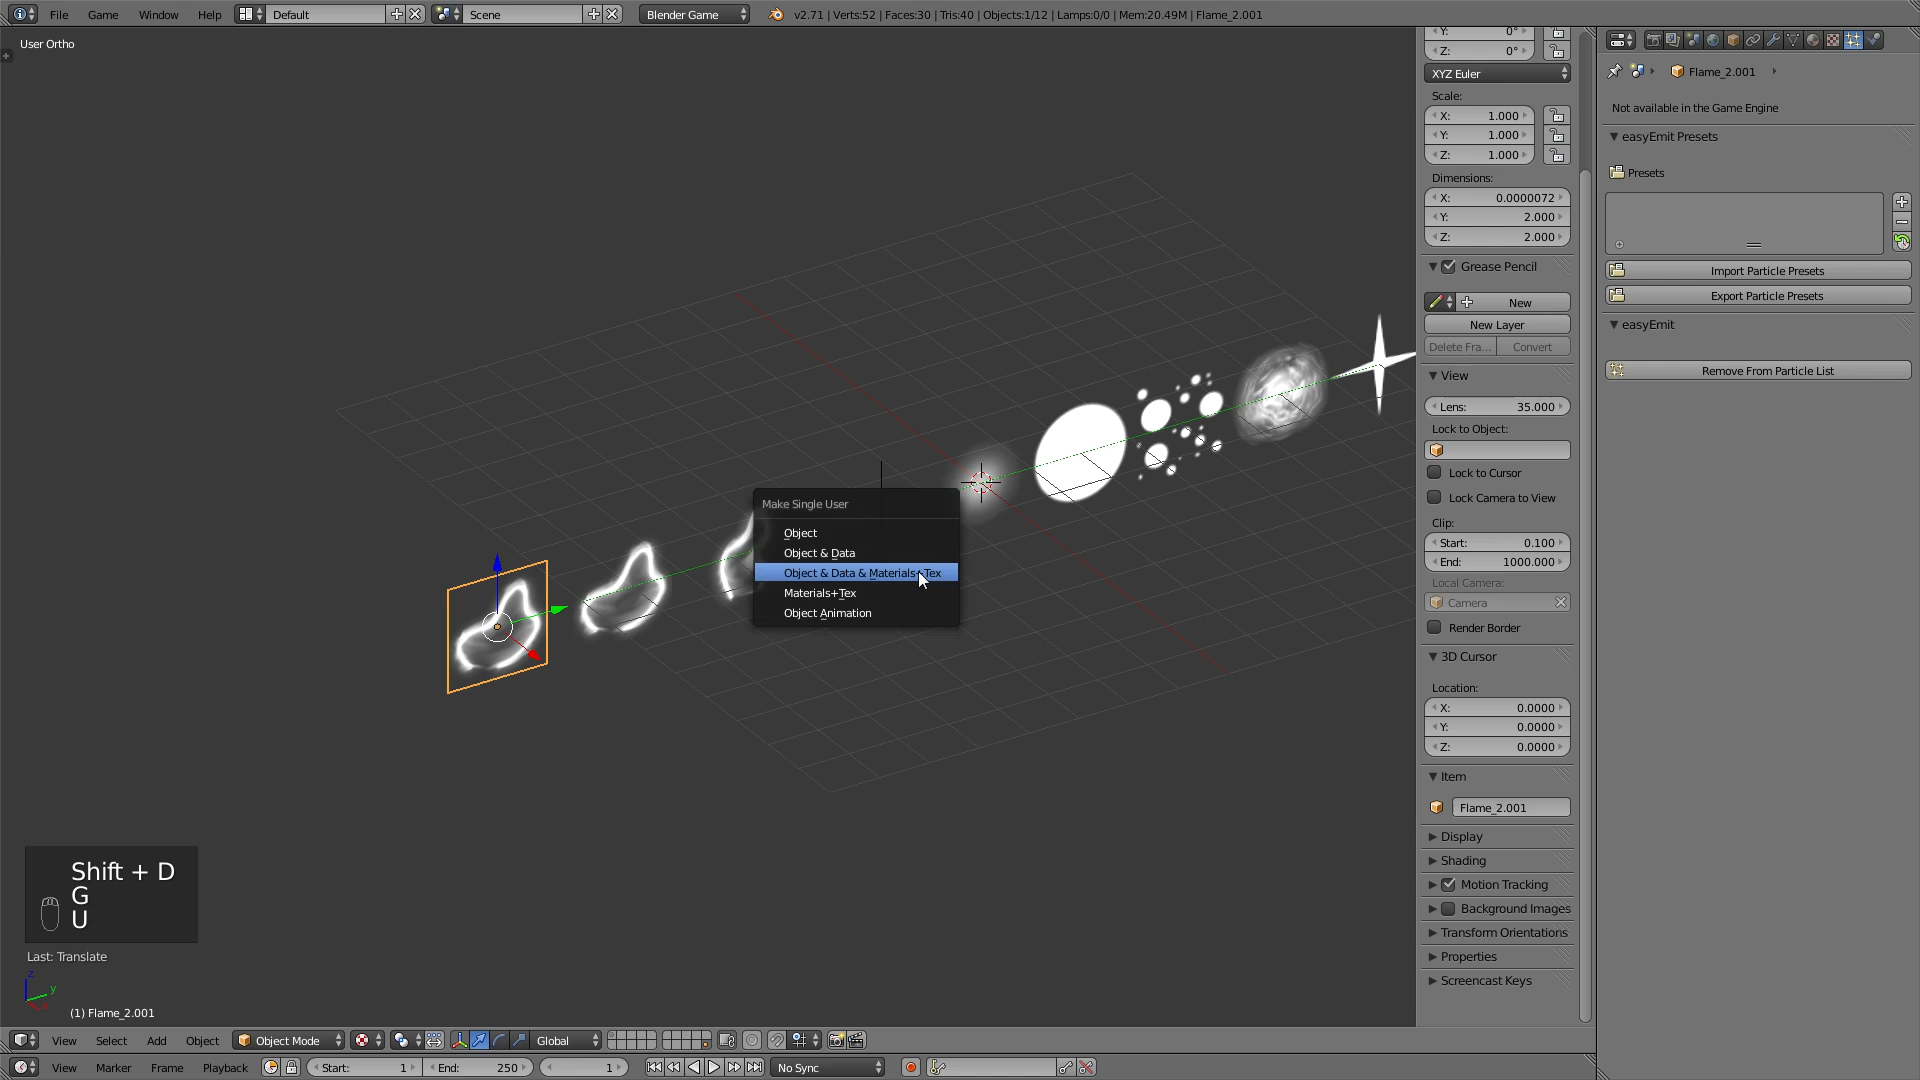 File Game Window Help Default Scene Blender Game v2.71 | Verts:52 | Faces:30 | Tris:40 | Objects:1/12 | Lamps:0/0 | Mem:20.49M | Flame_2.001
User Ortho
Y: 0°
Z: 0°
XYZ Euler
Scale:
X: 1.000
Y: 1.000
Z: 1.000
Dimensions:
X: 0.0000072
Y: 2.000
Z: 2.000
Grease Pencil
New
New Layer
Delete Fra... Convert
View
Lens: 35.000
Lock to Object:
Lock to Cursor
Lock Camera to View
Clip:
Start: 0.100
End: 1000.000
Local Camera:
Camera
Render Border
3D Cursor
Location:
X: 0.0000
Y: 0.0000
Z: 0.0000
Item
Flame_2.001
Display
Shading
Motion Tracking
Background Images
Transform Orientations
Properties
Screencast Keys
Flame_2.001
Not available in the Game Engine
easyEmit Presets
Presets
Import Particle Presets
Export Particle Presets
easyEmit
Remove From Particle List
Make Single User
Object
Object & Data
Object & Data & Materials+Tex
Materials+Tex
Object Animation
Shift + D
G
U
Last: Translate
z
y
(1) Flame_2.001
View Select Add Object Object Mode Global
View Marker Frame Playback Start: 1 End: 250 1 No Sync